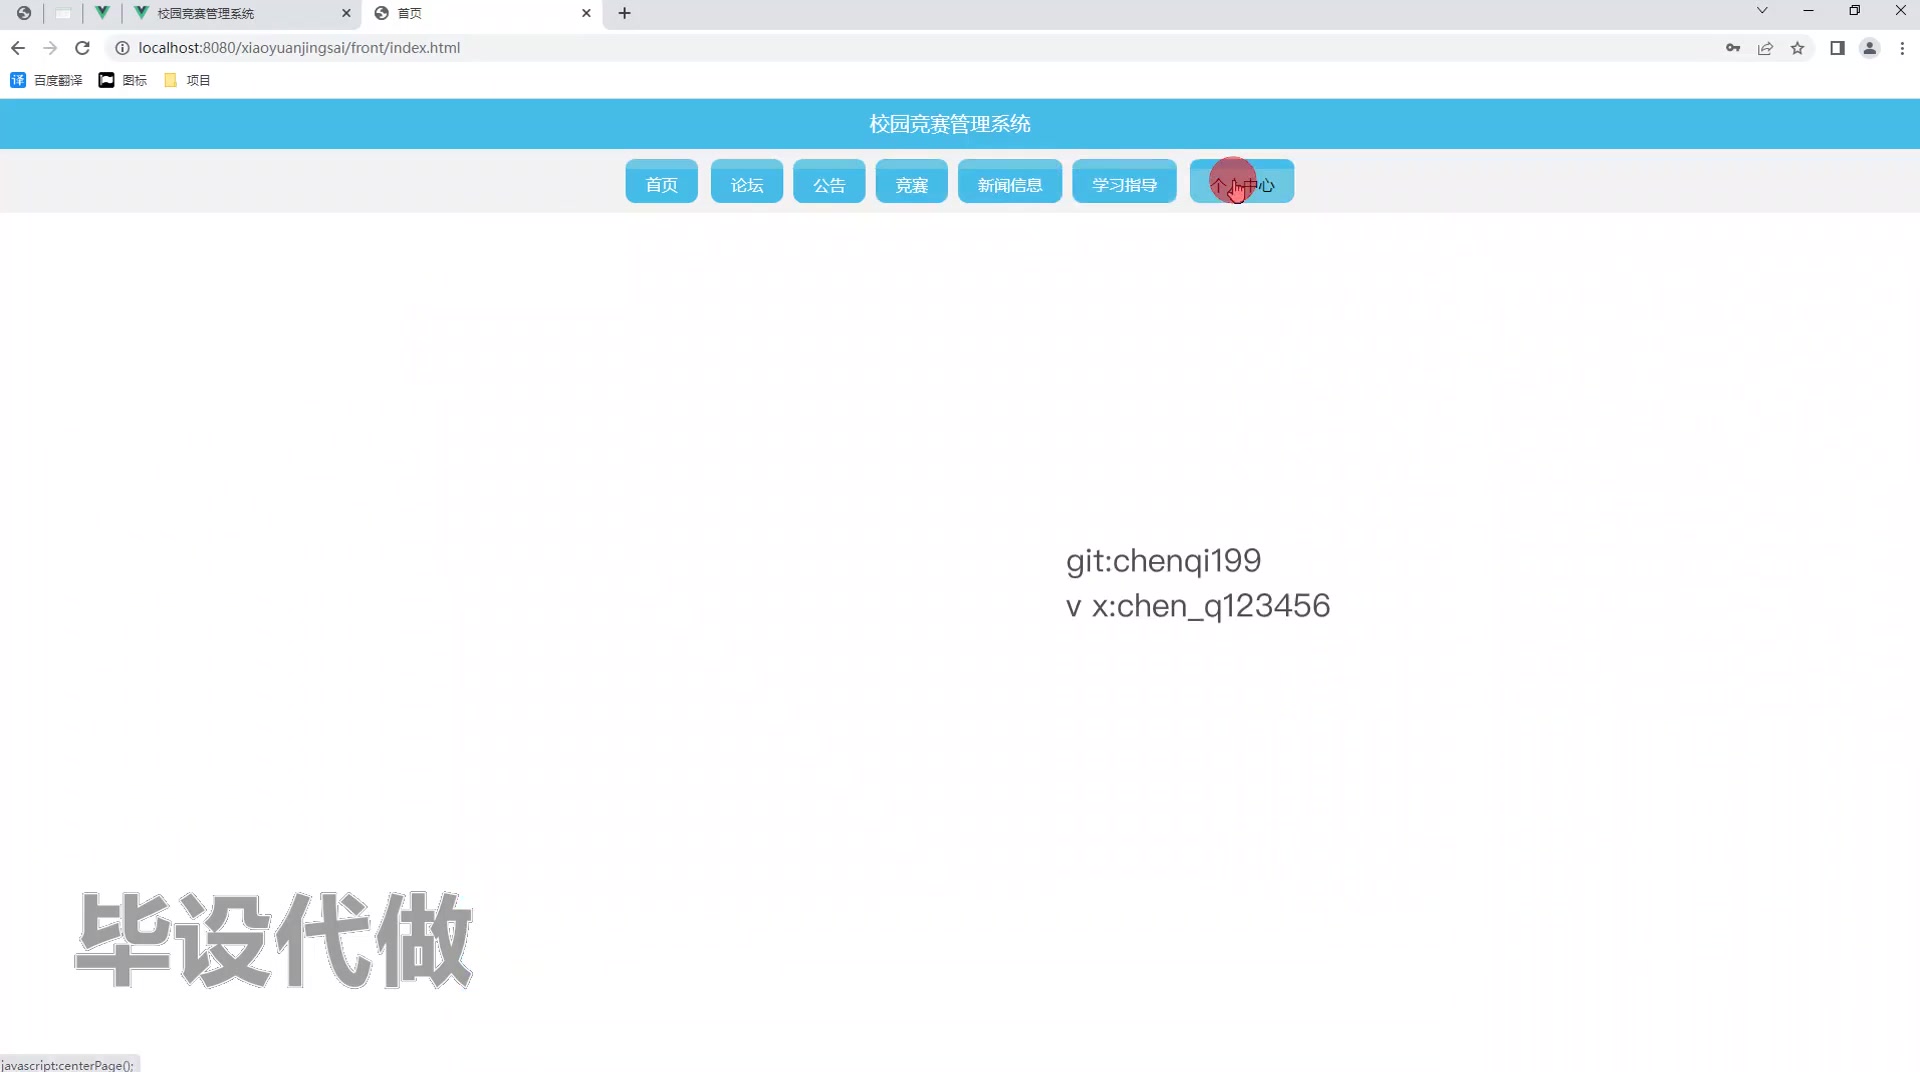 校园竞赛管理系统
首页
localhost:8080/xiaoyuanjingsai/front/index.html
译 百度翻译 图标 项目
校园竞赛管理系统
首页 论坛 公告 竞赛 新闻信息 学习指导 个人中心
git:chenqi199
v x:chen_q123456
毕设代做
javascript:centerPage();